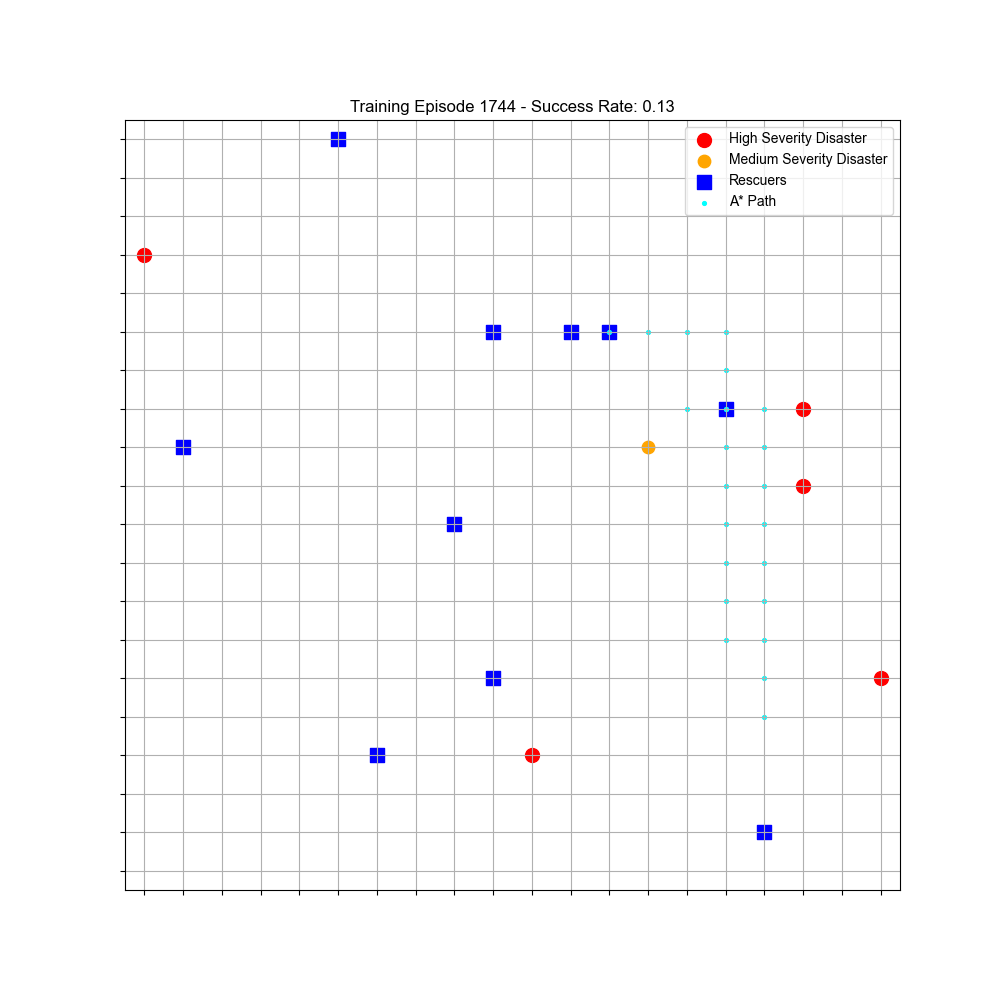 Training Episode 1744 - Success Rate: 0.13
High Severity Disaster
Medium Severity Disaster
Rescuers
A* Path